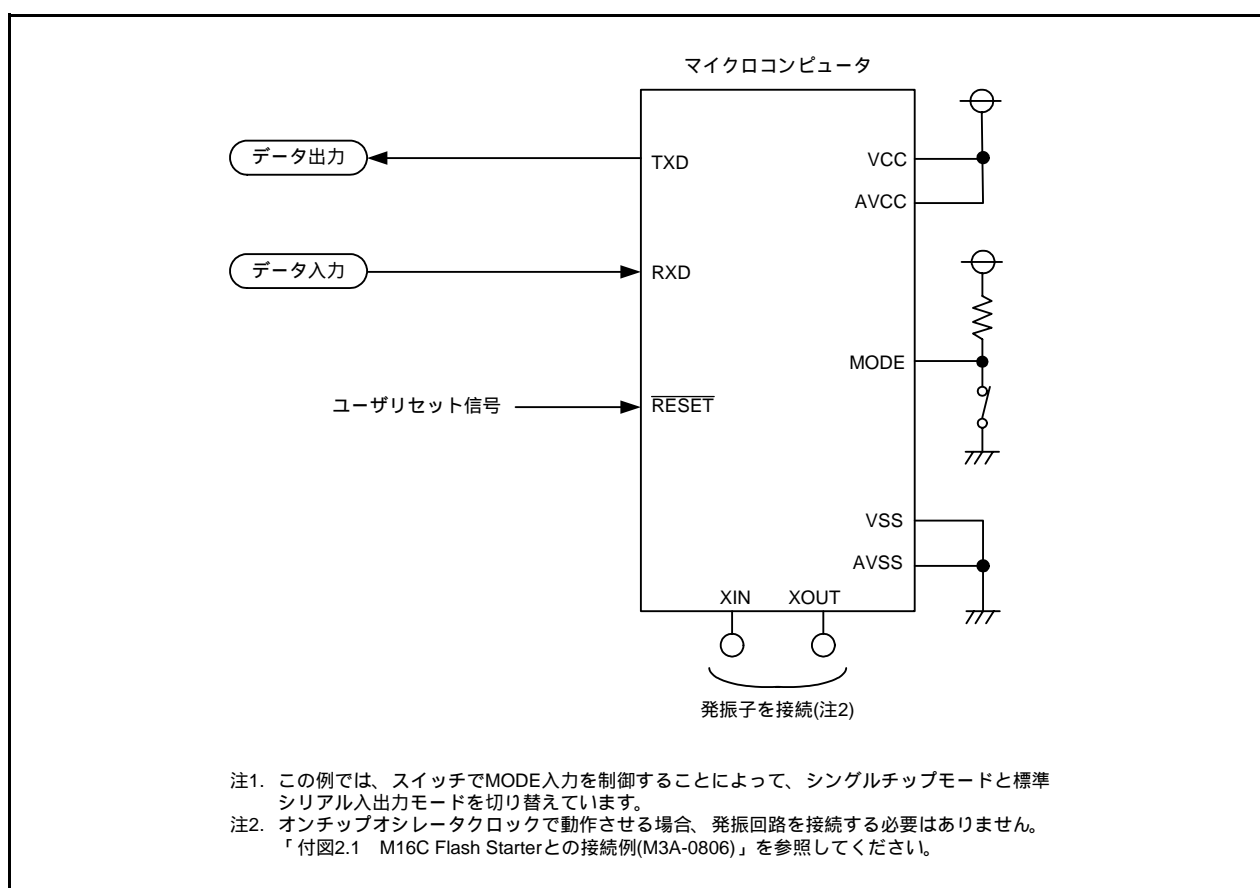 マイクロコンピュータ
データ出力
TXD
VCC
AVCC
データ入力
RXD
MODE
ユーザリセット信号
RESET
VSS
AVSS
XIN XOUT
発振子を接続(注2)
注1. この例では、スイッチでMODE入力を制御することによって、シングルチップモードと標準
シリアル入出力モードを切り替えています。
注2. オンチップオシレータクロックで動作させる場合、発振回路を接続する必要はありません。
「付図2.1 M16C Flash Starterとの接続例(M3A-0806)」を参照してください。